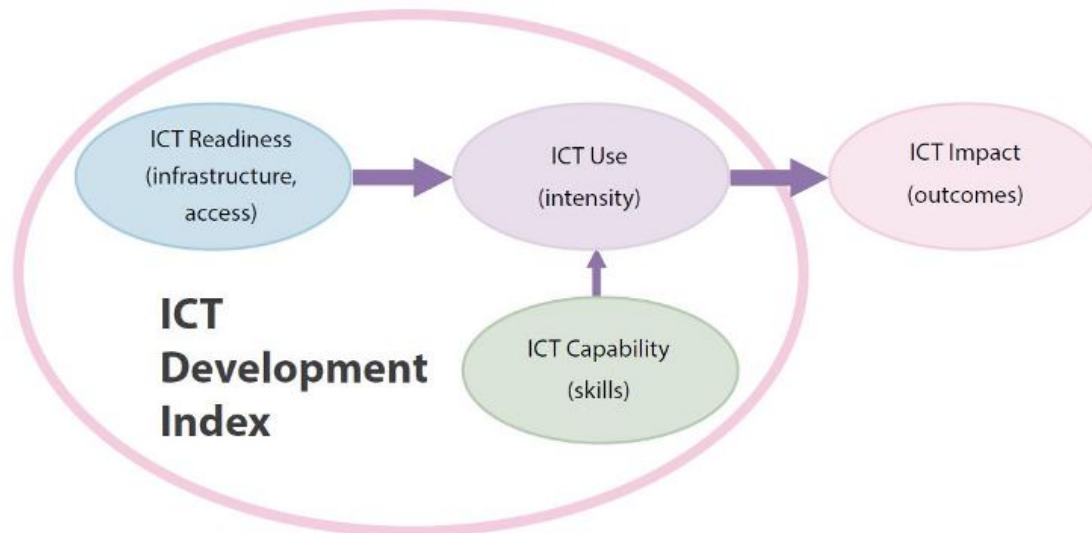 ICT Readiness
(infrastructure,
access)
ICT Use
(intensity)
ICT Impact
(outcomes)
ICT Capability
(skills)
ICT
Development
Index